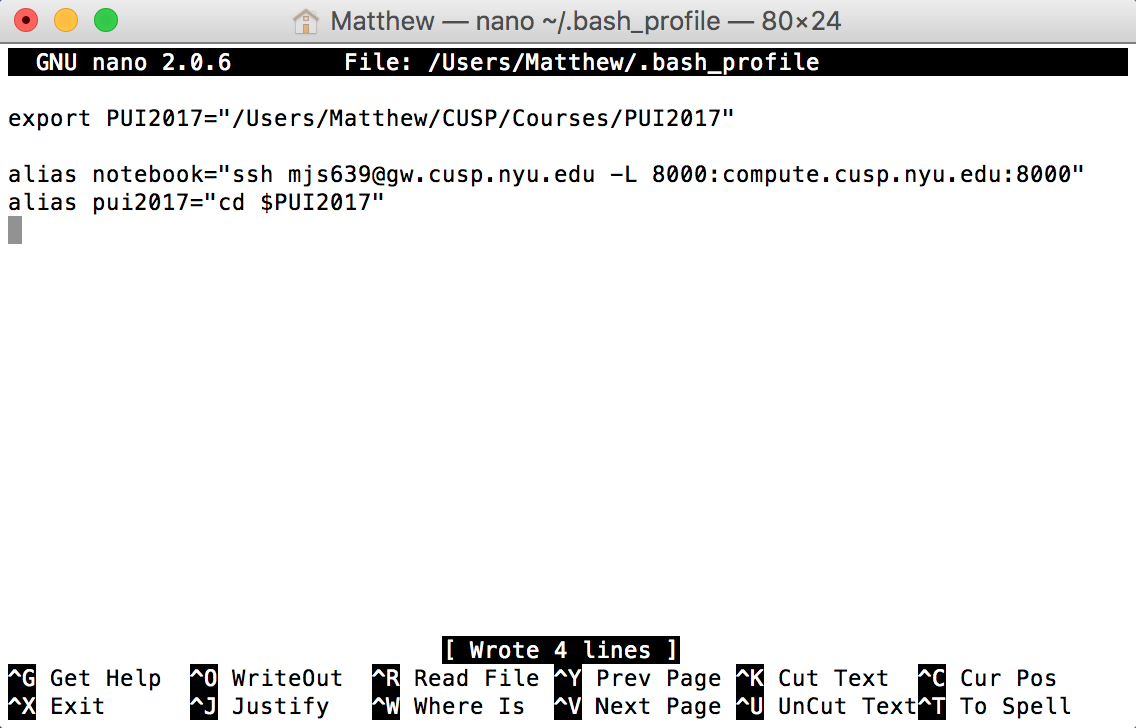 Matthew — nano ~/.bash_profile — 80×24
GNU nano 2.0.6 File: /Users/Matthew/.bash_profile
export PUI2017="/Users/Matthew/CUSP/Courses/PUI2017"
alias notebook="ssh mjs639@gw.cusp.nyu.edu -L 8000:compute.cusp.nyu.edu:8000"
alias pui2017="cd $PUI2017"
[ Wrote 4 lines ]
^G Get Help ^O WriteOut ^R Read File ^Y Prev Page ^K Cut Text ^C Cur Pos
^X Exit ^J Justify ^W Where Is ^V Next Page ^U UnCut Text^T To Spell